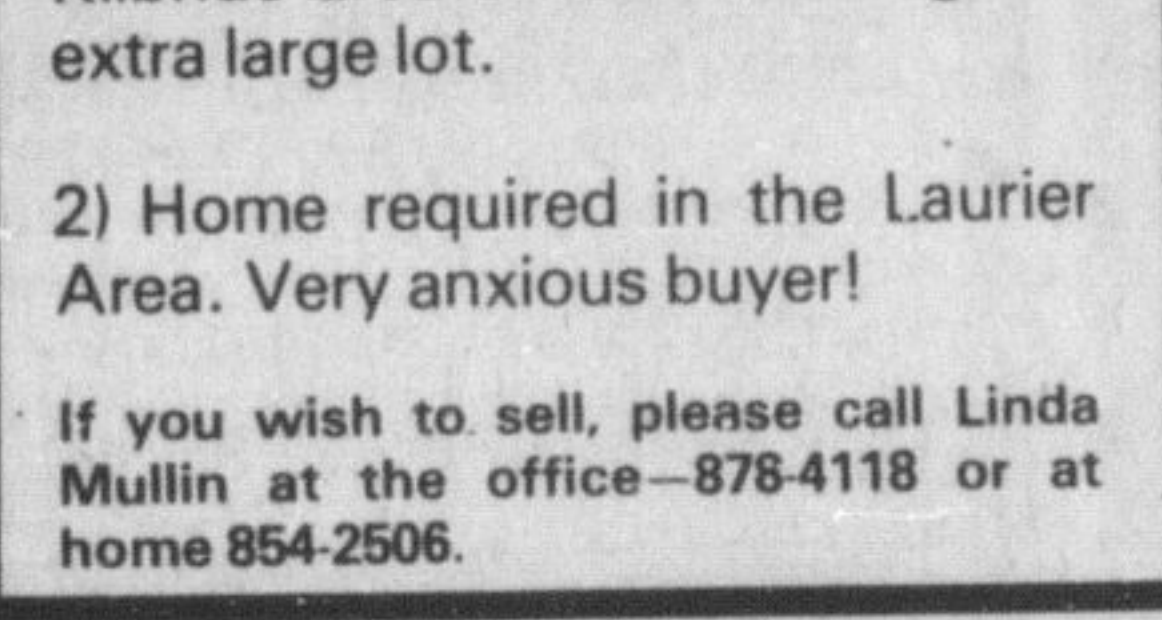 extra large lot.
2) Home required in the Laurier
Area. Very anxious buyer!
If you wish to sell, please call Linda
Mullin at the office—878-4118 or at
home 854-2506.